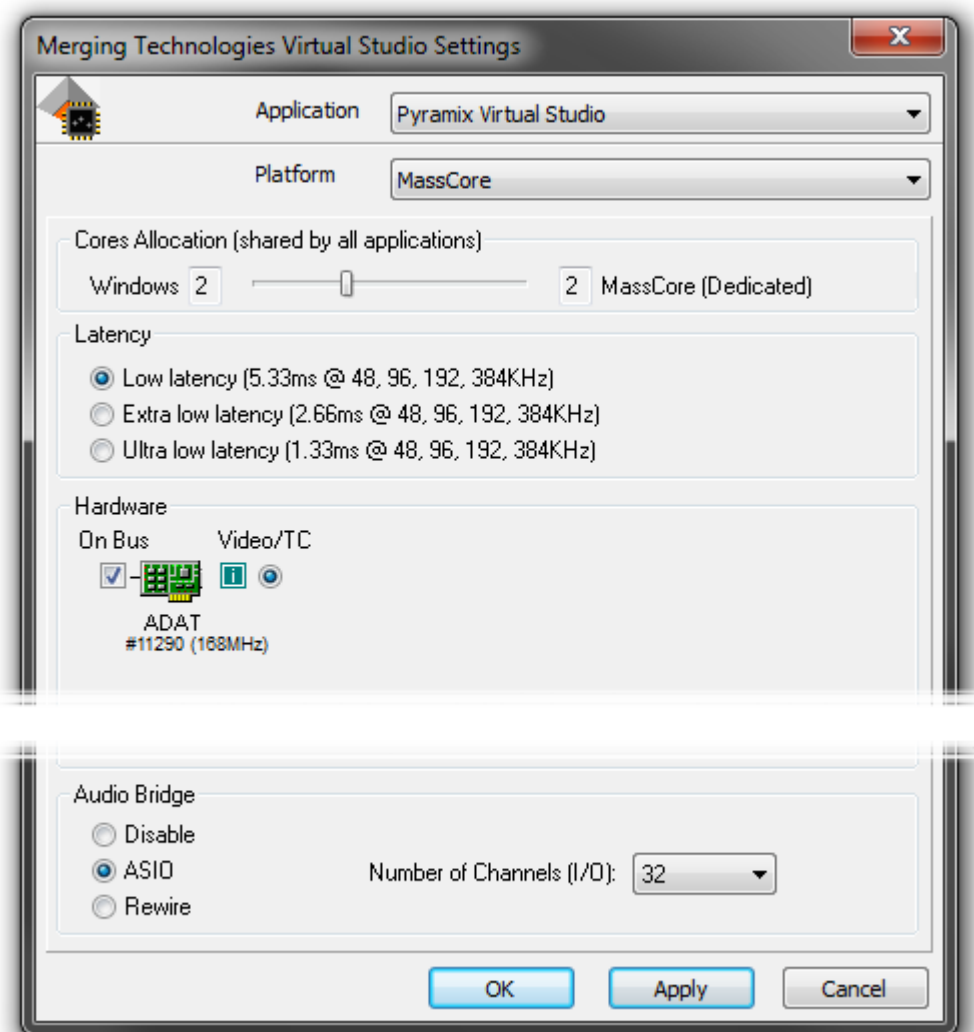 Merging Technologies Virtual Studio Settings
Application Pyramix Virtual Studio
Platform MassCore
Cores Allocation (shared by all applications)
Windows 2 2 MassCore (Dedicated)
Latency
Low latency (5.33ms @ 48, 96, 192, 384KHz)
Extra low latency (2.66ms @ 48, 96, 192, 384KHz)
Ultra low latency (1.33ms @ 48, 96, 192, 384KHz)
Hardware
On Bus Video/TC
i
ADAT
#11290 (168MHz)
Audio Bridge
Disable
ASIO Number of Channels (I/O): 32
Rewire
OK Apply Cancel